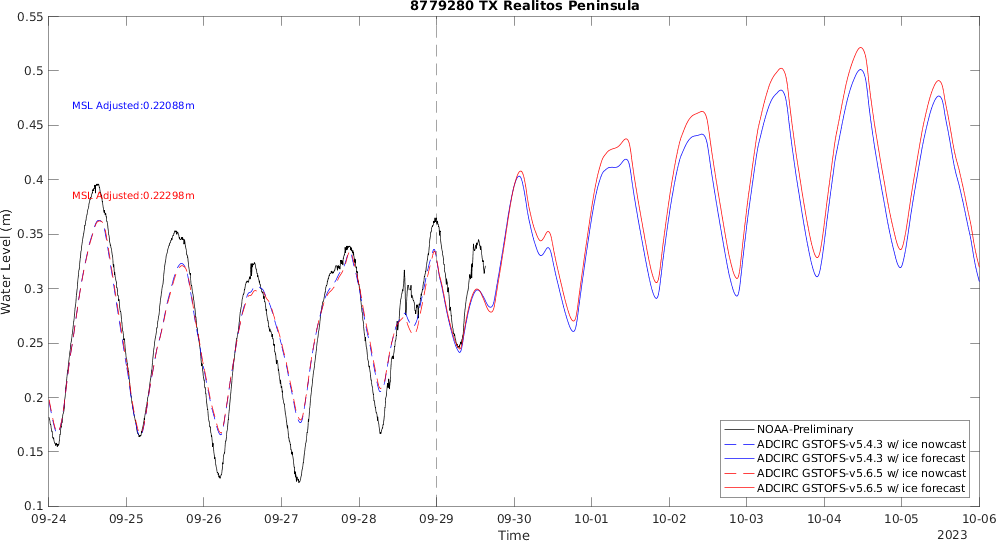 8779280 TX Realitos Peninsula
0.55
0.5
0.45
0.4
0.35
0.3
0.25
0.2
0.15
0.1
Water Level (m)
MSL Adjusted:0.22088m
MSL Adjusted:0.22298m
NOAA-Preliminary
ADCIRC GSTOFS-v5.4.3 w/ ice nowcast
ADCIRC GSTOFS-v5.4.3 w/ ice forecast
ADCIRC GSTOFS-v5.6.5 w/ ice nowcast
ADCIRC GSTOFS-v5.6.5 w/ ice forecast
09-24 09-25 09-26 09-27 09-28 09-29 09-30 10-01 10-02 10-03 10-04 10-05 10-06
Time
2023